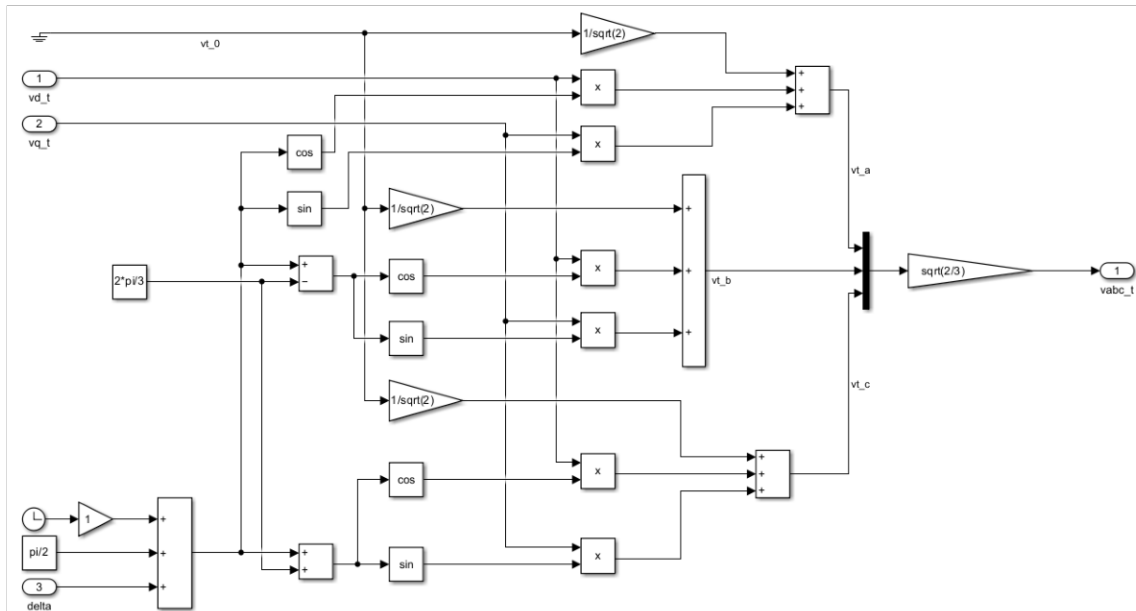 1/sqrt(2)
vt_0
+
1
vd_t
x
+
+
2
vq_t
x
cos
vt_a
sin
1/sqrt(2)
+
+
−
2*pi/3
cos
x
+
vt_b
sqrt(2/3)
1
vabc_t
sin
x
+
1/sqrt(2)
vt_c
+
+
+
cos
x
1
+
pi/2
+
+
+
sin
x
3
+
delta